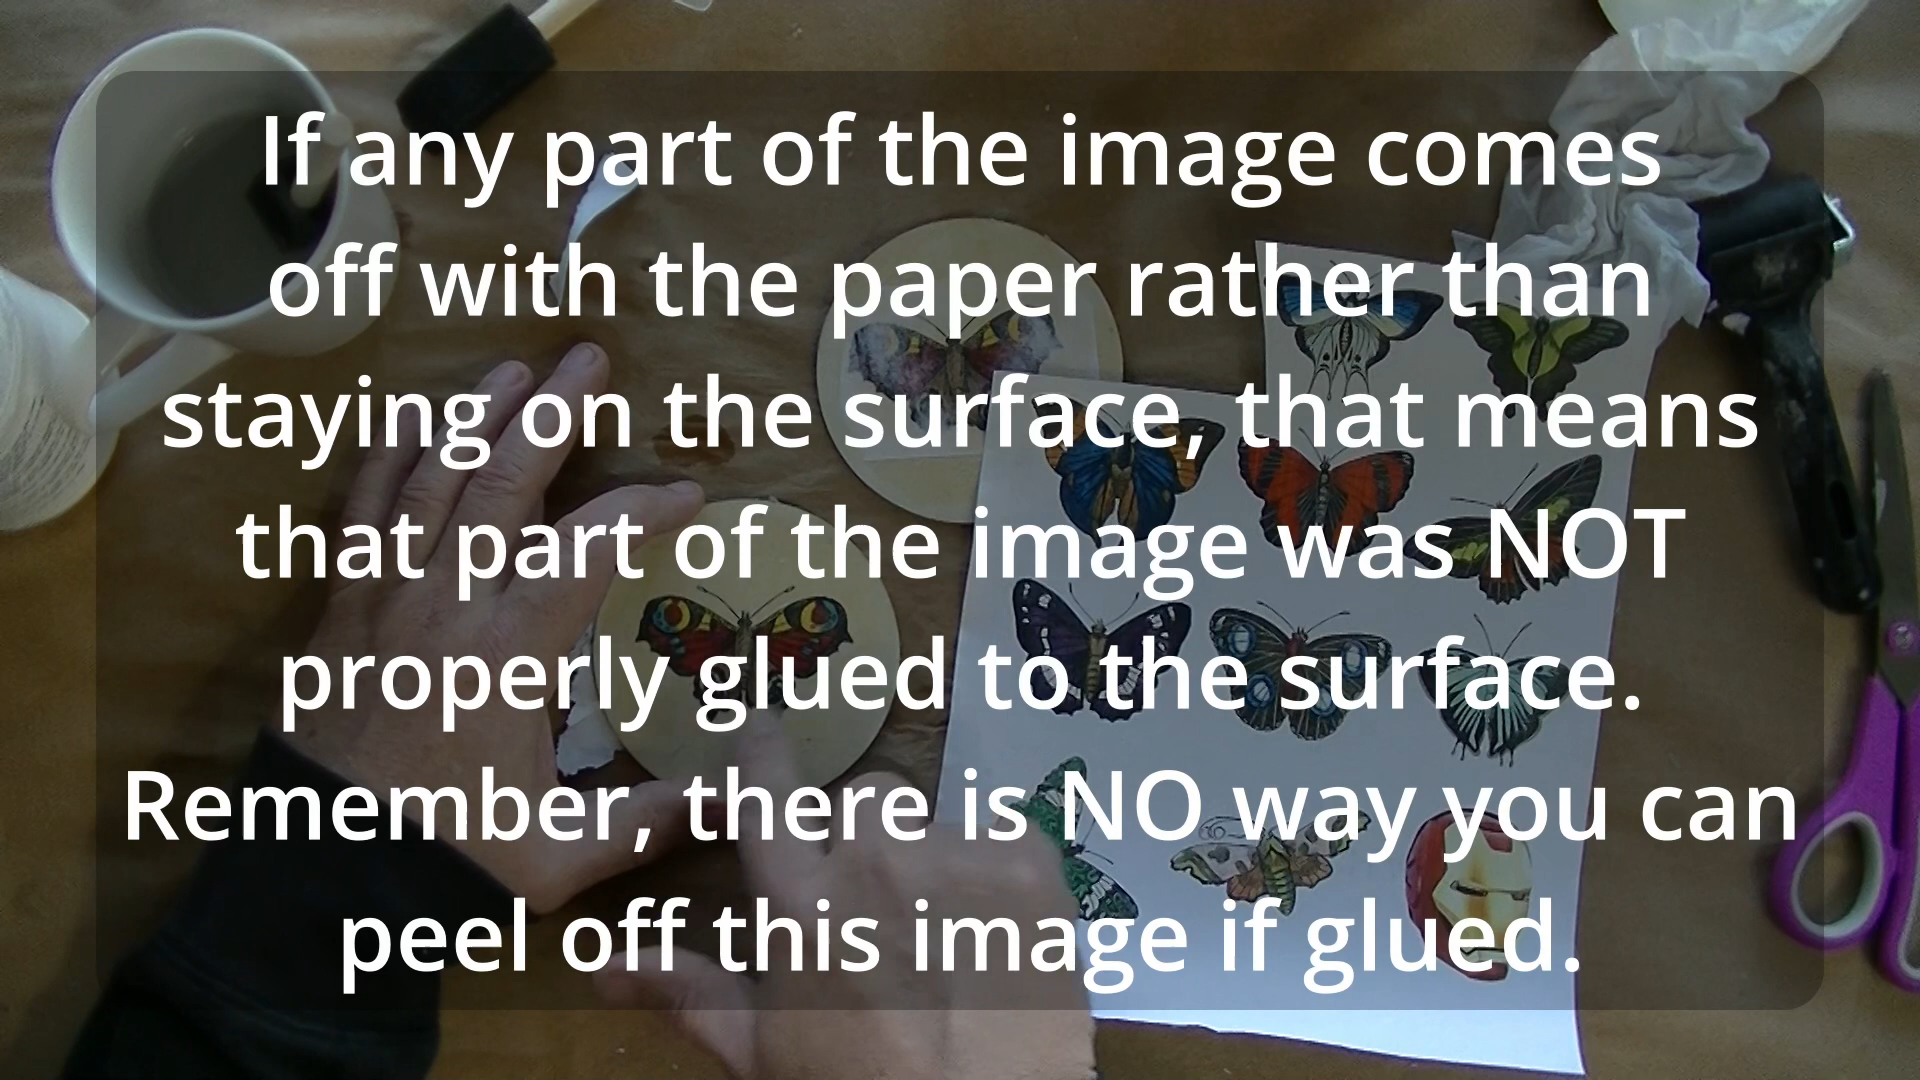 If any part of the image comes
off with the paper rather than
staying on the surface, that means
that part of the image was NOT
properly glued to the surface.
Remember, there is NO way you can
peel off this image if glued.